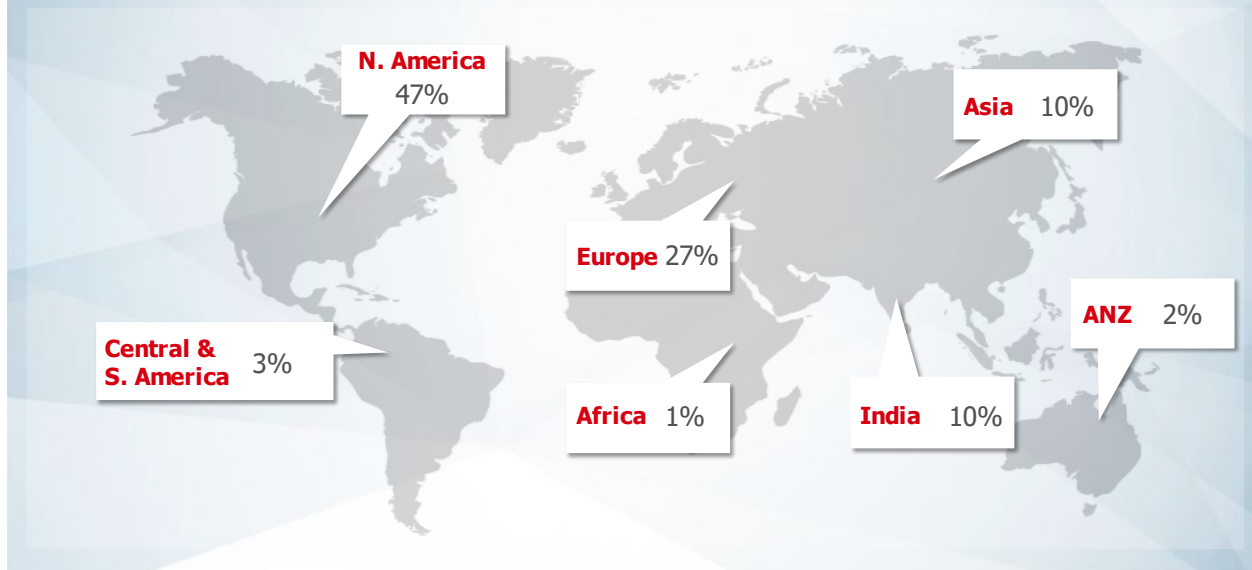 N. America
47%
Asia 10%
Europe 27%
ANZ 2%
Central &
S. America 3%
Africa 1%
India 10%